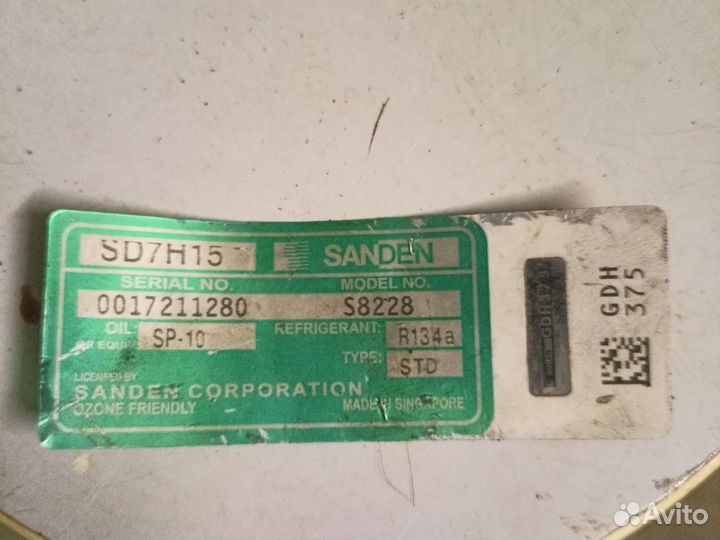 SD7H15 SANDEN
SERIAL NO. MODEL NO.
0017211280 S8228
OIL: SP-10 REFRIGERANT: R134a
TYPE: STD
LICENSED BY
SANDEN CORPORATION
OZONE FRIENDLY MADE IN SINGAPORE
GDH
375
Avito